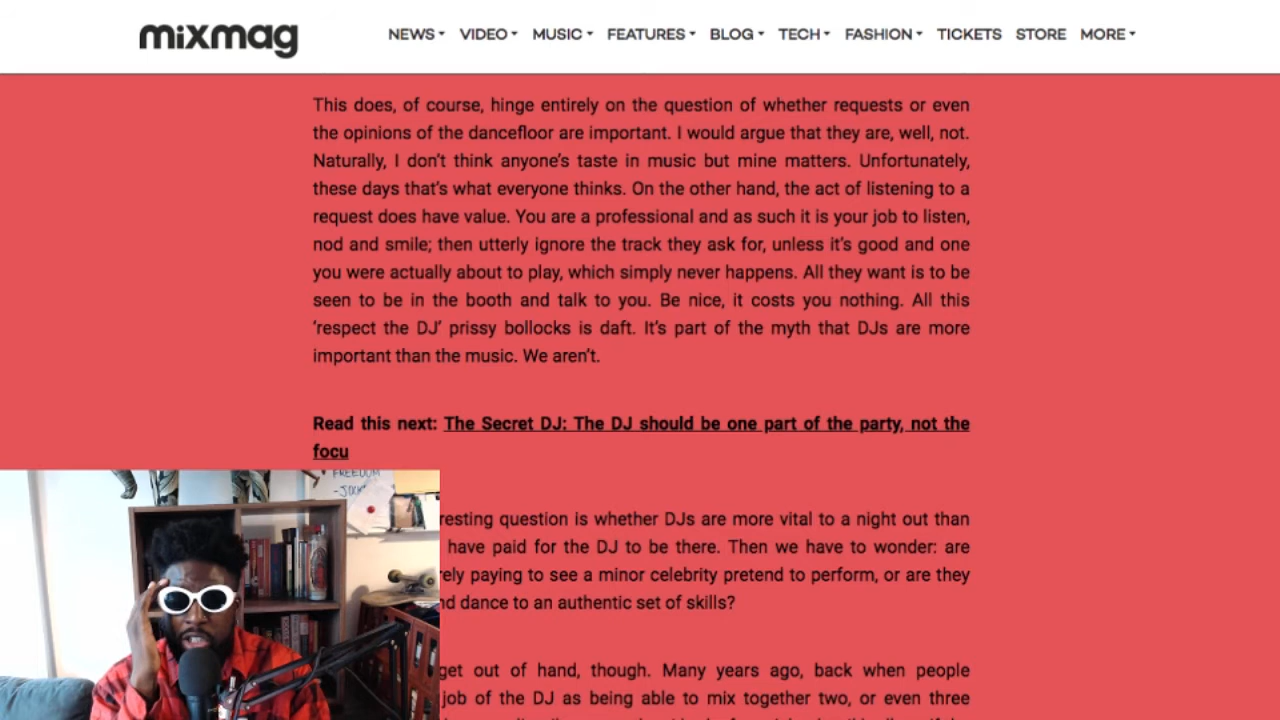 mixmag
NEWS VIDEO MUSIC FEATURES BLOG TECH FASHION TICKETS STORE MORE
This does, of course, hinge entirely on the question of whether requests or even
the opinions of the dancefloor are important. I would argue that they are, well, not.
Naturally, I don’t think anyone’s taste in music but mine matters. Unfortunately,
these days that’s what everyone thinks. On the other hand, the act of listening to a
request does have value. You are a professional and as such it is your job to listen,
nod and smile; then utterly ignore the track they ask for, unless it’s good and one
you were actually about to play, which simply never happens. All they want is to be
seen to be in the booth and talk to you. Be nice, it costs you nothing. All this
‘respect the DJ’ prissy bollocks is daft. It’s part of the myth that DJs are more
important than the music. We aren’t.
Read this next: The Secret DJ: The DJ should be one part of the party, not the
focu
FREEDOM
resting question is whether DJs are more vital to a night out than
have paid for the DJ to be there. Then we have to wonder: are
rely paying to see a minor celebrity pretend to perform, or are they
nd dance to an authentic set of skills?
get out of hand, though. Many years ago, back when people
job of the DJ as being able to mix together two, or even three